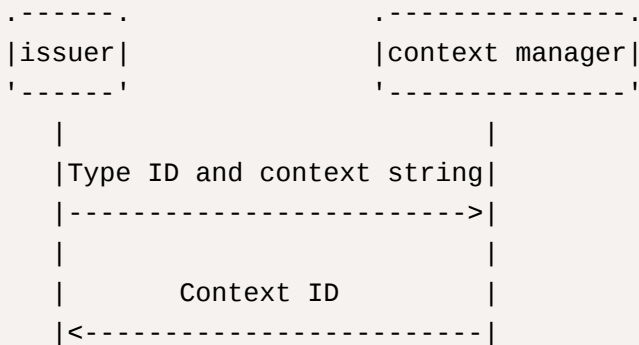 issuer context manager
Type ID and context string
Context ID